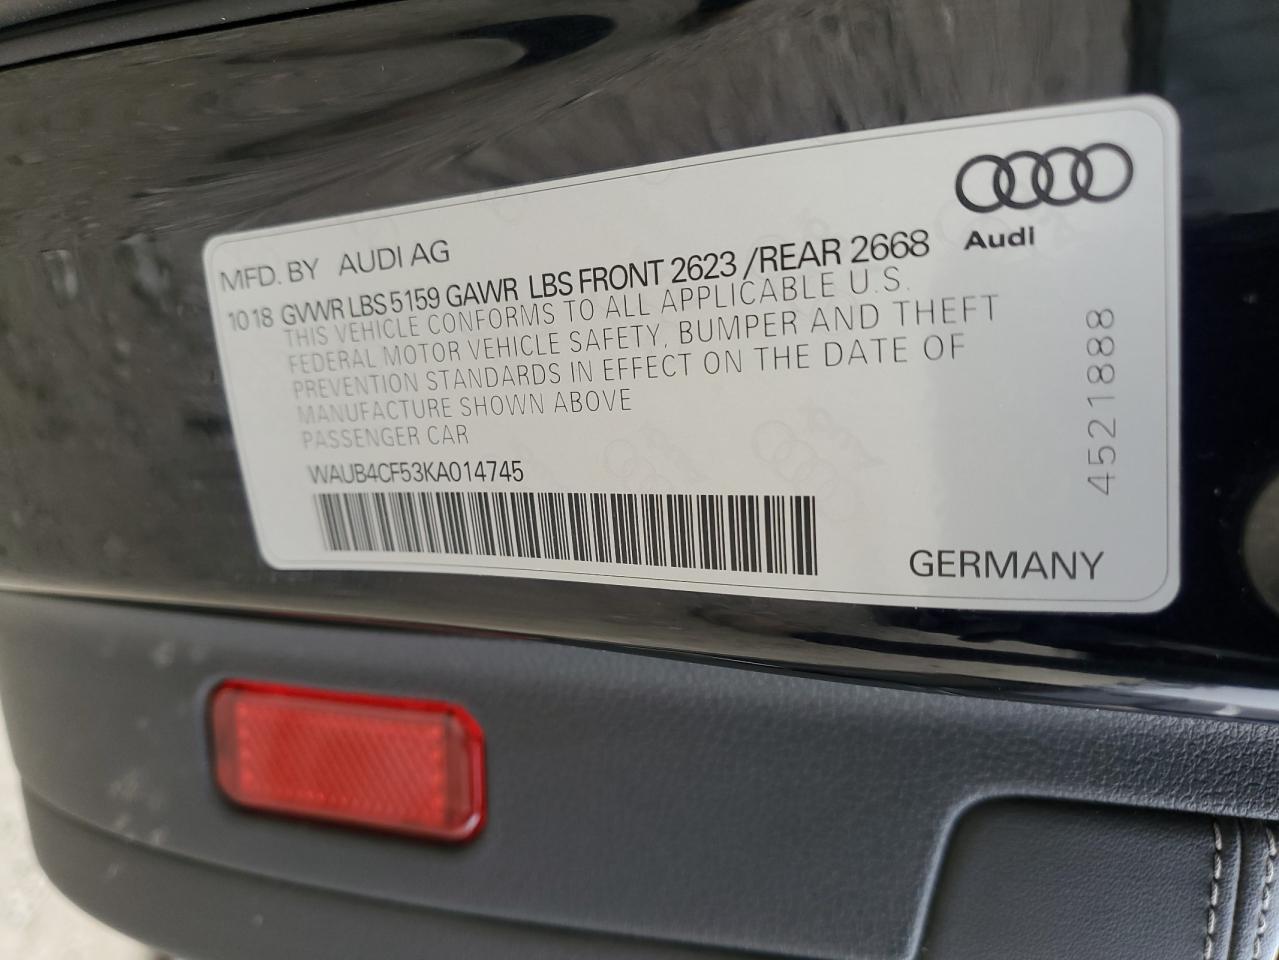 MFD. BY AUDI AG
Audi
10 18 GVWR LBS 5159 GAWR LBS FRONT 2623 /REAR 2668
THIS VEHICLE CONFORMS TO ALL APPLICABLE U.S.
FEDERAL MOTOR VEHICLE SAFETY, BUMPER AND THEFT
PREVENTION STANDARDS IN EFFECT ON THE DATE OF
MANUFACTURE SHOWN ABOVE
PASSENGER CAR
WAUB4CF53KA014745
4521888
GERMANY